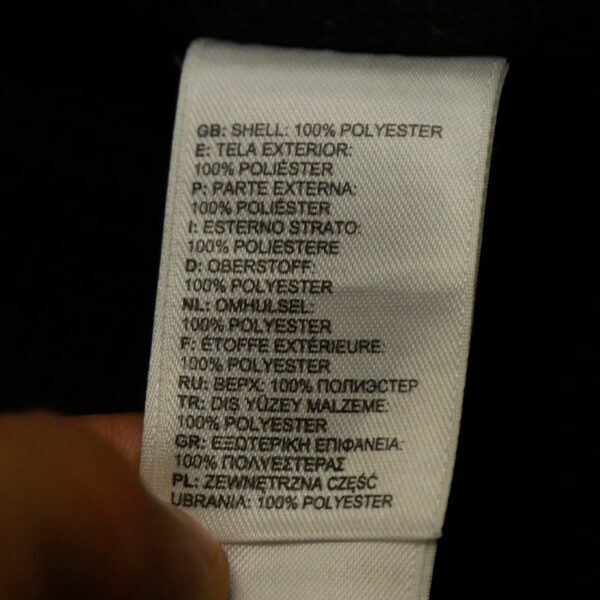 GB: SHELL: 100% POLYESTER
E: TELA EXTERIOR:
100% POLIÉSTER
P: PARTE EXTERNA:
100% POLIÉSTER
I: ESTERNO STRATO:
100% POLIESTERE
D: OBERSTOFF:
100% POLYESTER
NL: OMHULSEL:
100% POLYESTER
F: ÉTOFFE EXTÉRIEURE:
100% POLYESTER
RU: ВЕРХ: 100% ПОЛИЭСТЕР
TR: DIŞ YÜZEY MALZEME:
100% POLYESTER
GR: ΕΞΩΤΕΡΙΚΗ ΕΠΙΦΑΝΕΙΑ:
100% ΠΟΛΥΕΣΤΕΡΑΣ
PL: ZEWNĘTRZNA CZĘŚĆ
UBRANIA: 100% POLYESTER